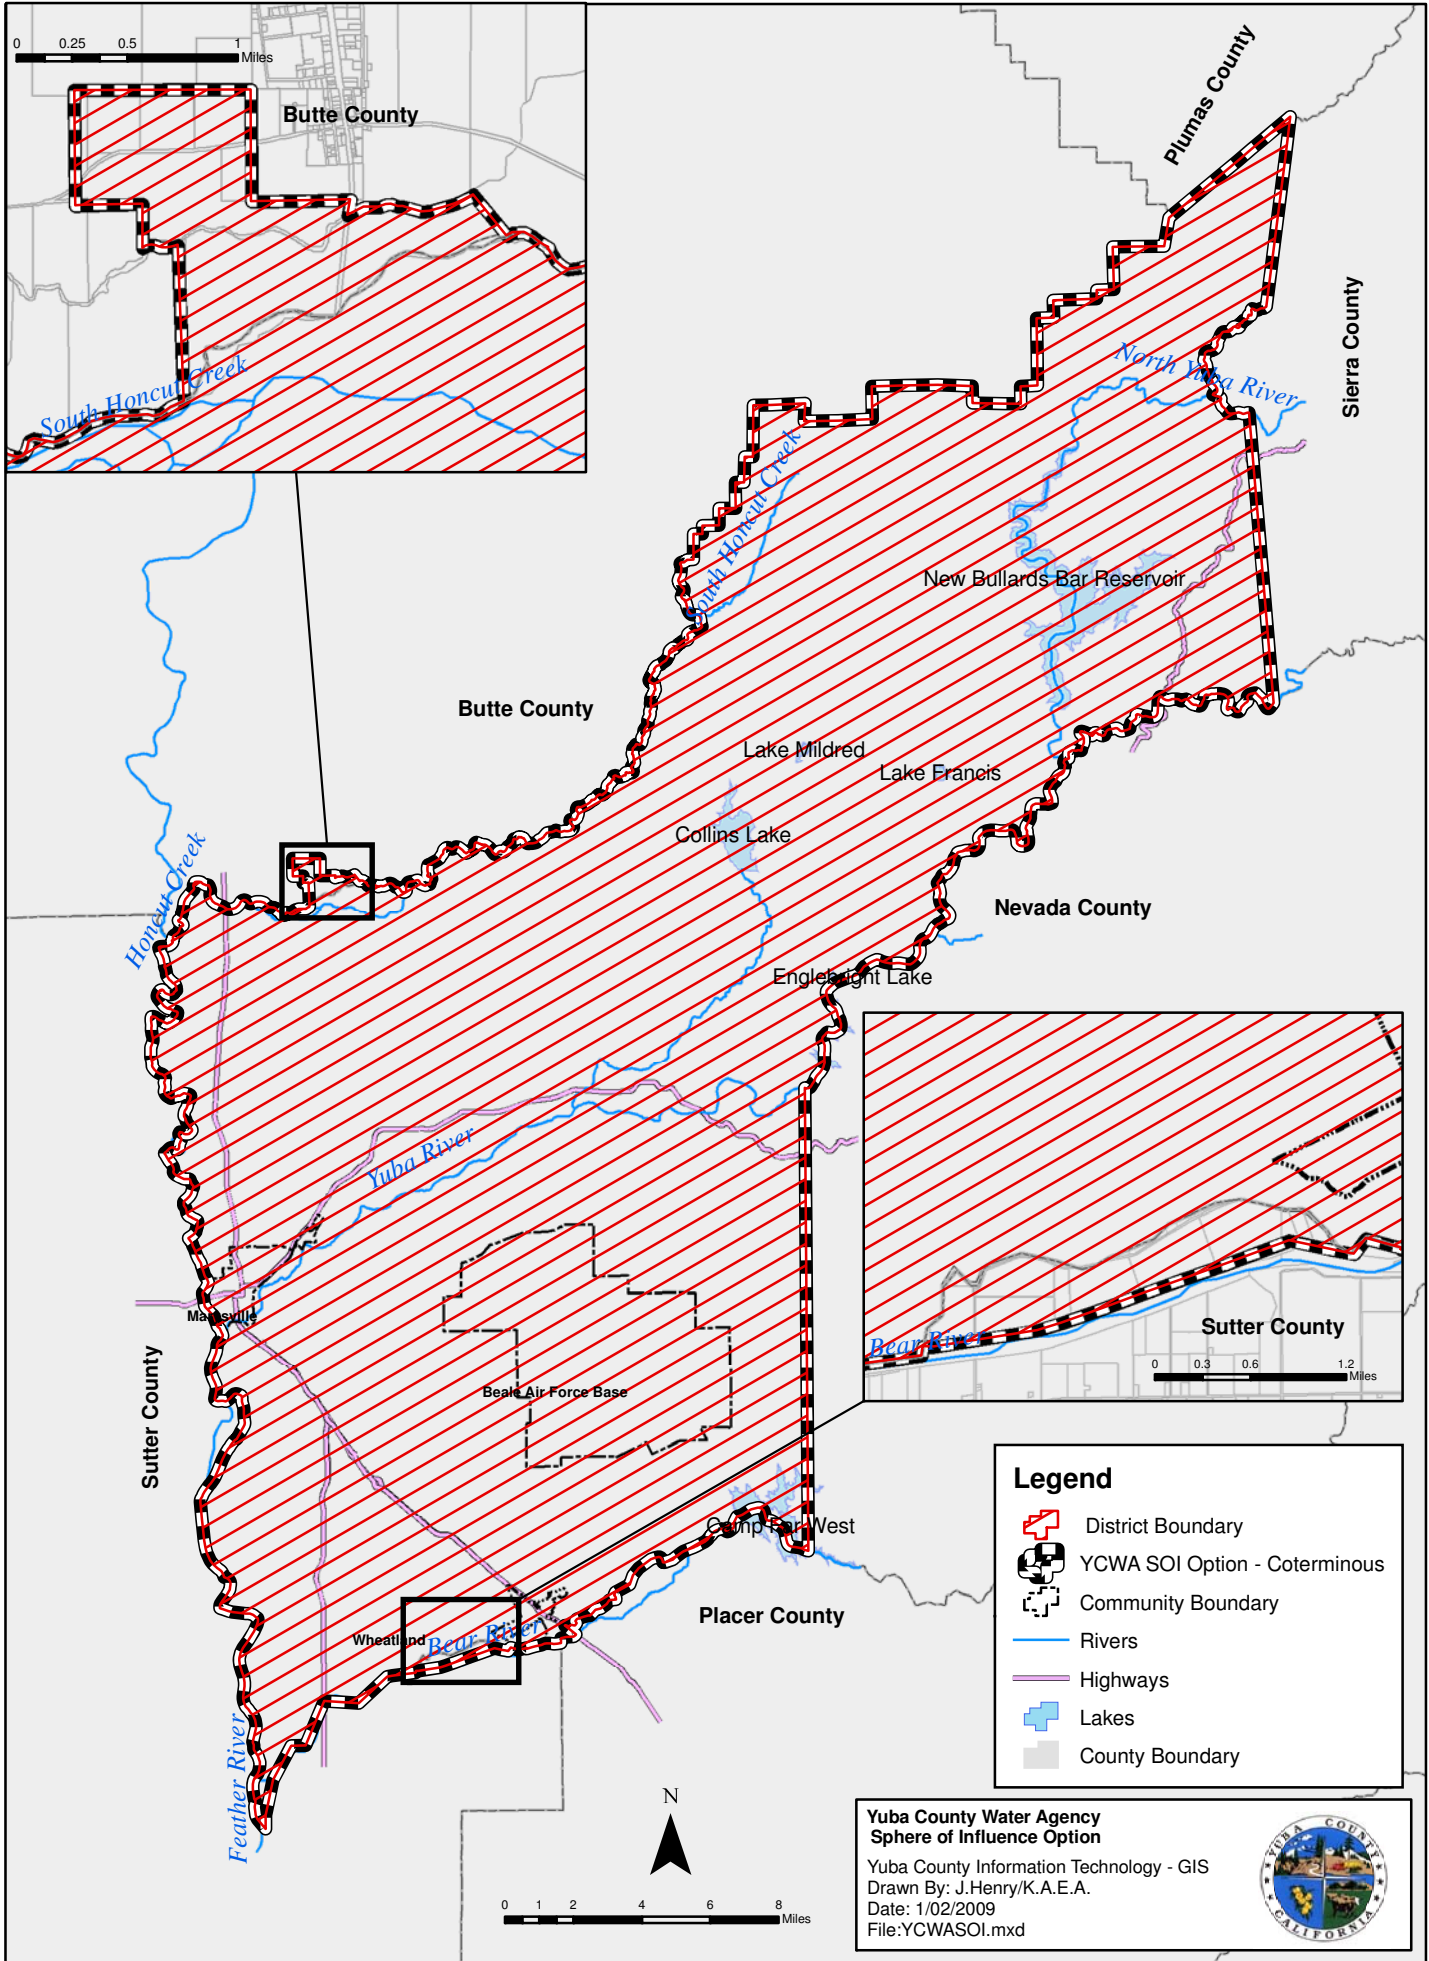 0 0.25 0.5 1
Miles
Butte County
South Honcut Creek
Plumas County
Sierra County
North Yuba River
South Honcut Creek
New Bullards Bar Reservoir
Butte County
Lake Mildred
Lake Francis
Collins Lake
Honcut Creek
Nevada County
Englebright Lake
Yuba River
Marysville
Beale Air Force Base
Sutter County
Bear River
Sutter County
0 0.3 0.6 1.2
Miles
Camp Far West
Placer County
Wheatland
Bear River
Feather River
Legend
District Boundary
YCWA SOI Option - Coterminous
Community Boundary
Rivers
Highways
Lakes
County Boundary
N
0 1 2 4 6 8
Miles
Yuba County Water Agency
Sphere of Influence Option
Yuba County Information Technology - GIS
Drawn By: J.Henry/K.A.E.A.
Date: 1/02/2009
File:YCWASOI.mxd
YUBA COUNTY
CALIFORNIA